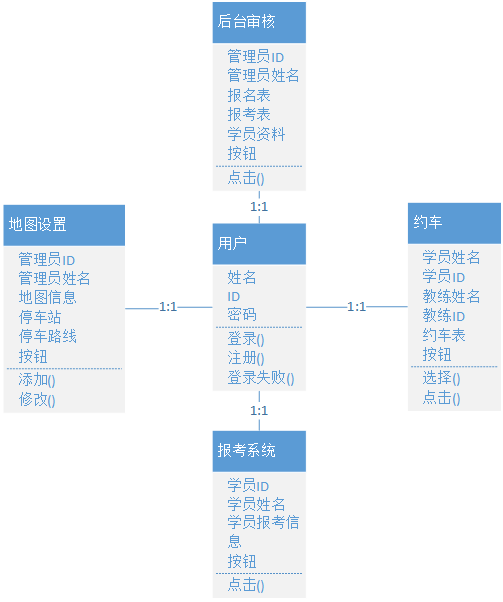 后台审核
管理员ID
管理员姓名
报名表
报考表
学员资料
按钮
点击()
1:1
地图设置
管理员ID
管理员姓名
地图信息
停车站
停车路线
按钮
添加()
修改()
1:1
用户
姓名
ID
密码
登录()
注册()
登录失败()
1:1
约车
学员姓名
学员ID
教练姓名
教练ID
约车表
按钮
选择()
点击()
1:1
报考系统
学员ID
学员姓名
学员报考信
息
按钮
点击()